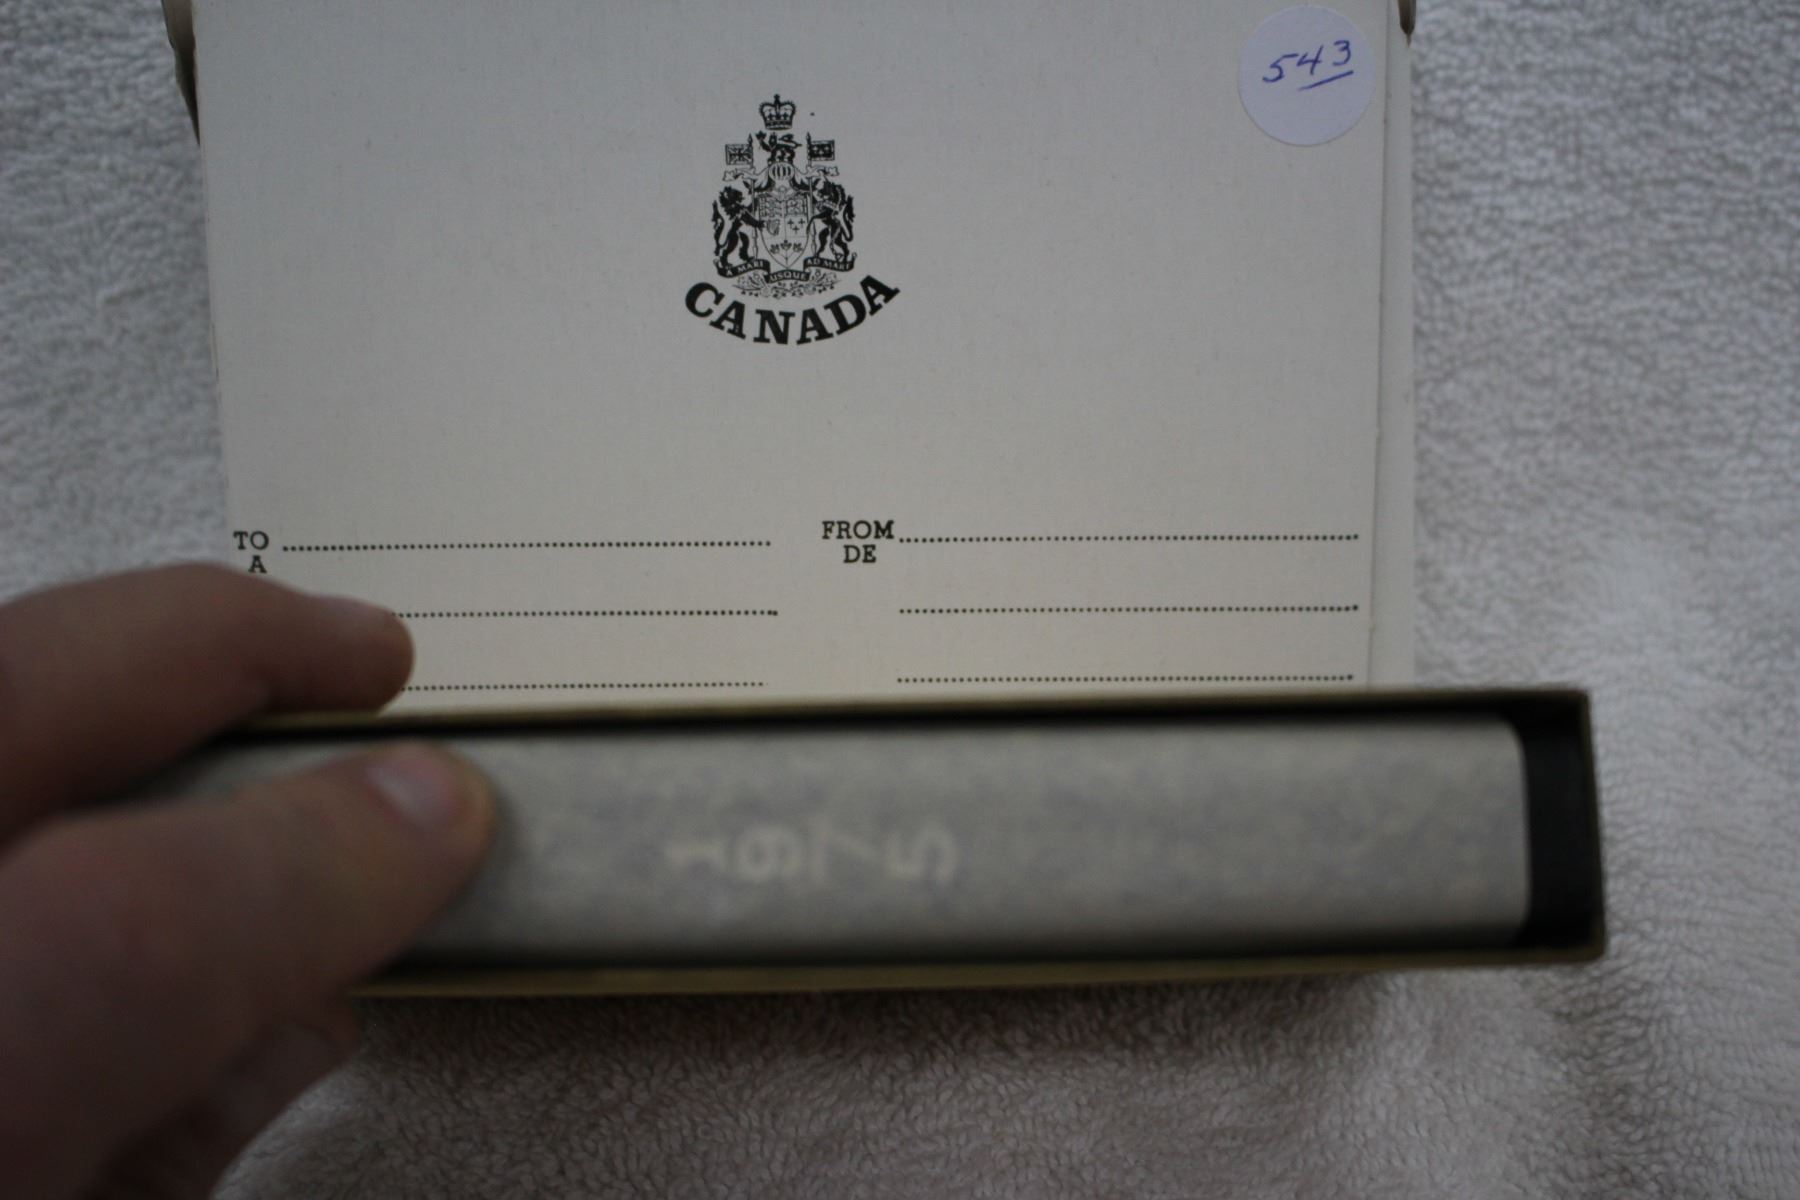 543
A MARI USQUE AD MARE
CANADA
TO
A
FROM
DE
1975